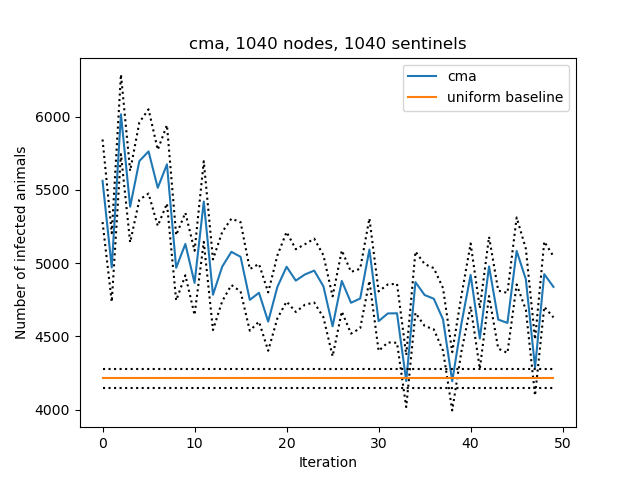 cma, 1040 nodes, 1040 sentinels
cma
uniform baseline
Number of infected animals
6000
5500
5000
4500
4000
0 10 20 30 40 50
Iteration